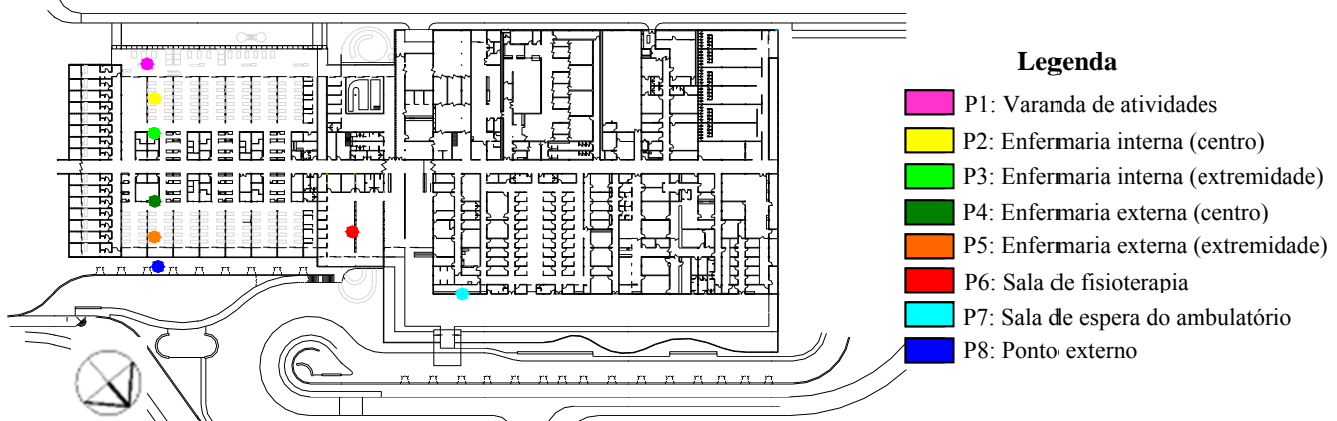 Legenda
P1: Varanda de atividades
P2: Enfermaria interna (centro)
P3: Enfermaria interna (extremidade)
P4: Enfermaria externa (centro)
P5: Enfermaria externa (extremidade)
P6: Sala de fisioterapia
P7: Sala de espera do ambulatório
P8: Ponto externo